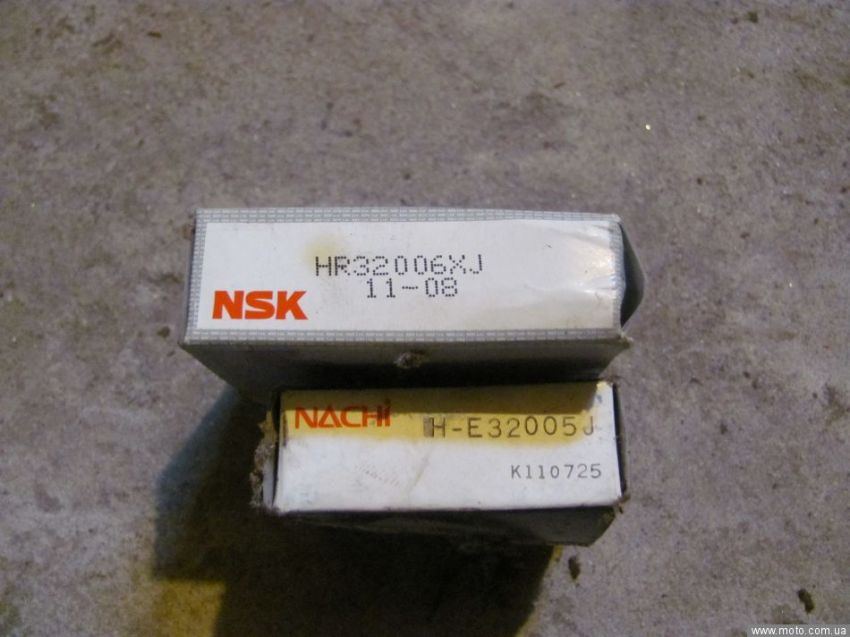 HR32006XJ
11-08
NSK
NACHi H-E32005J
K110725
www.moto.com.ua